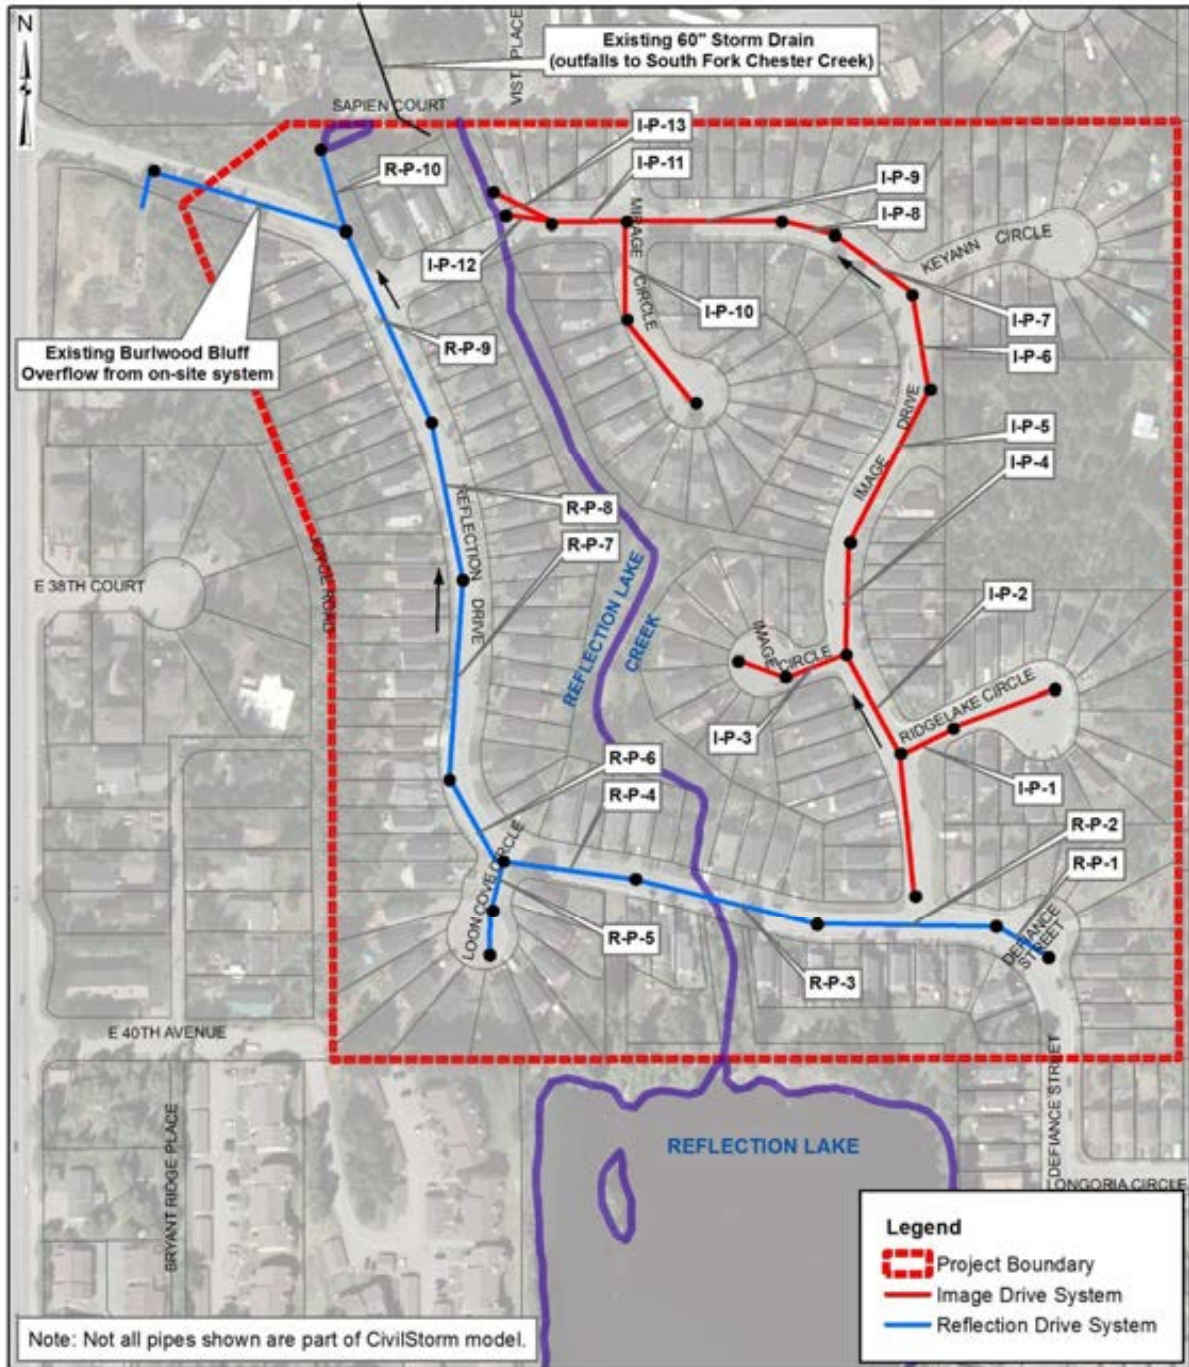 N
Existing 60" Storm Drain
(outfalls to South Fork Chester Creek)
VISTA PLACE
SAPIEN COURT
I-P-13
I-P-11
R-P-10
I-P-9
I-P-8
MIRAGE CIRCLE
KEYANN CIRCLE
I-P-12
I-P-10
I-P-7
R-P-9
I-P-6
Existing Burlwood Bluff
Overflow from on-site system
IMAGE DRIVE
I-P-5
I-P-4
REFLECTION DRIVE
R-P-8
R-P-7
E 38TH COURT
ROAD
REFLECTION LAKE
CREEK
I-P-2
IMAGE CIRCLE
RIDGELAKE CIRCLE
I-P-3
R-P-6
I-P-1
R-P-4
LOON COVE CIRCLE
R-P-2
R-P-1
R-P-5
DEFIANCE
STREET
R-P-3
E 40TH AVENUE
DEFIANCE STREET
BRYANT RIDGE PLACE
REFLECTION LAKE
LONGORIA CIRCLE
Legend
Project Boundary
Image Drive System
Reflection Drive System
Note: Not all pipes shown are part of CivilStorm model.